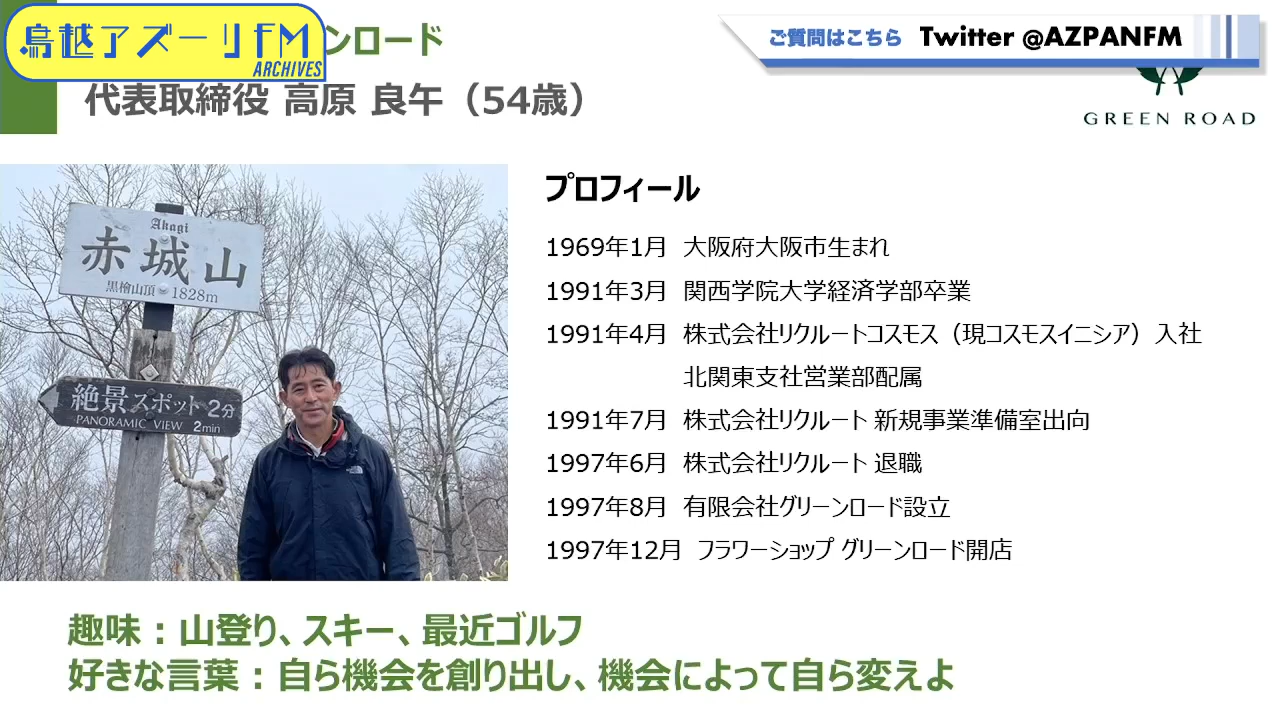 鳥越アズーリFM
ARCHIVES
ンロード
ご質問はこちら Twitter @AZPANFM
代表取締役 高原 良午（54歳）
GREEN ROAD
Akagi
赤城山
黒檜山頂 1828m
絶景スポット 2分
PANORAMIC VIEW 2min
プロフィール
1969年1月 大阪府大阪市生まれ
1991年3月 関西学院大学経済学部卒業
1991年4月 株式会社リクルートコスモス（現コスモスイニシア）入社
北関東支社営業部配属
1991年7月 株式会社リクルート 新規事業準備室出向
1997年6月 株式会社リクルート 退職
1997年8月 有限会社グリーンロード設立
1997年12月 フラワーショップ グリーンロード開店
趣味：山登り、スキー、最近ゴルフ
好きな言葉：自ら機会を創り出し、機会によって自ら変えよ